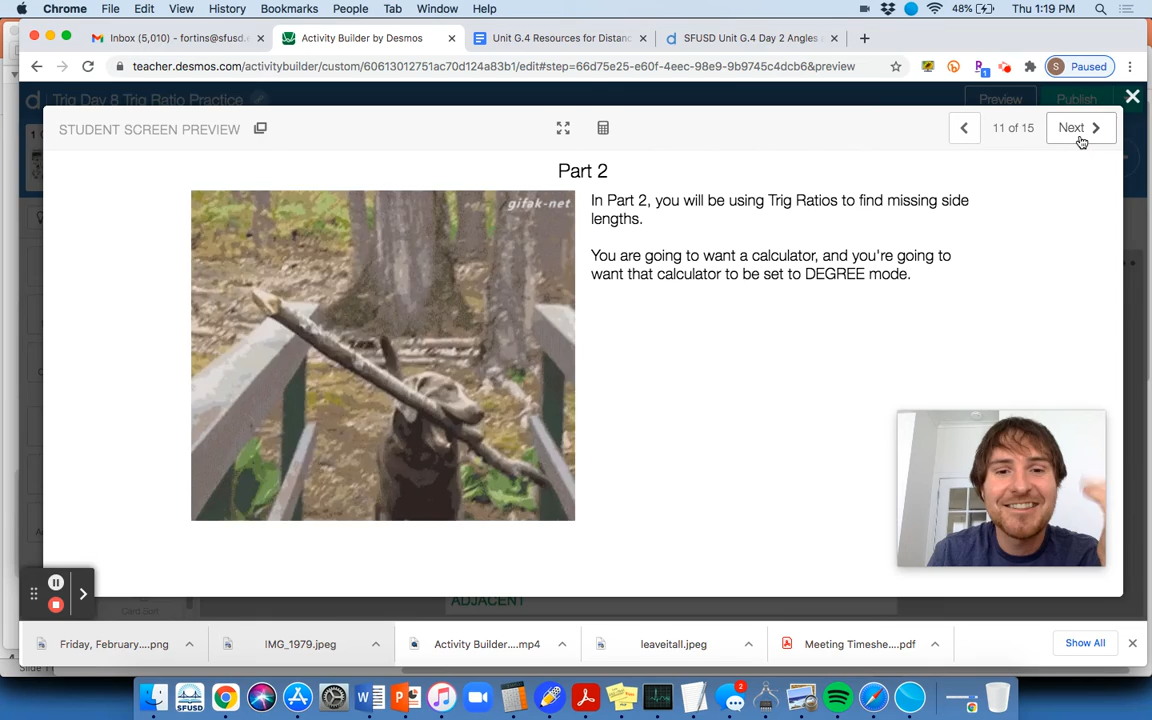 Chrome File Edit View History Bookmarks People Tab Window Help 48% Thu 1:19 PM
Inbox (5,010) - fortins@sfusd.e
Activity Builder by Desmos
Unit G.4 Resources for Distanc
SFUSD Unit G.4 Day 2 Angles a
teacher.desmos.com/activitybuilder/custom/60613012751ac70d124a83b1/edit#step=66d75e25-e60f-4eec-98e9-9b9745c4dcb6&preview
S Paused
Trig Day 8 Trig Ratio Practice
Preview Publish
STUDENT SCREEN PREVIEW
11 of 15
Next
Part 2
gifak-net
In Part 2, you will be using Trig Ratios to find missing side
lengths.
You are going to want a calculator, and you're going to
want that calculator to be set to DEGREE mode.
Card Sort
ADJACENT
Friday, February....png
IMG_1979.jpeg
Activity Builder....mp4
leaveitall.jpeg
Meeting Timeshe....pdf
Show All
SFUSD
2